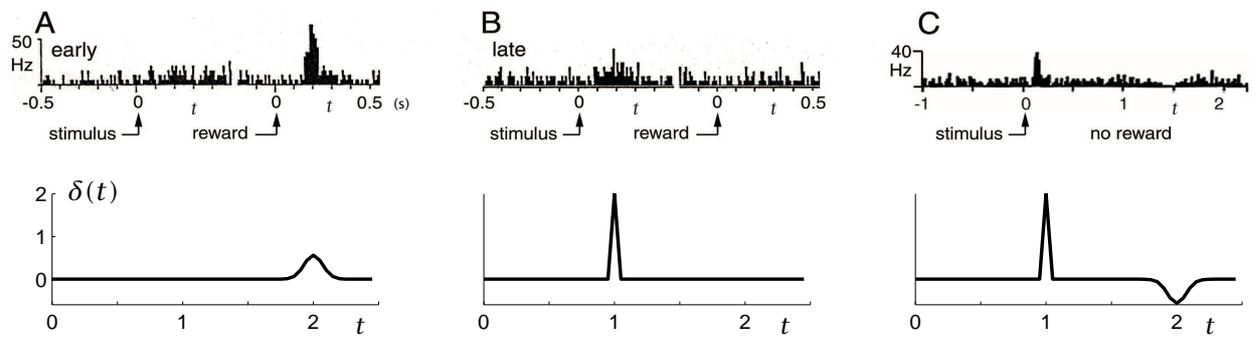 A
50
Hz
early
-0.5 0 t 0 t 0.5 (s)
stimulus reward
B
late
-0.5 0 t 0 t 0.5
stimulus reward
C
40
Hz
-1 0 1 t 2
stimulus no reward
δ(t)
2
1
0
0 1 2 t
0 1 2 t
0 1 2 t